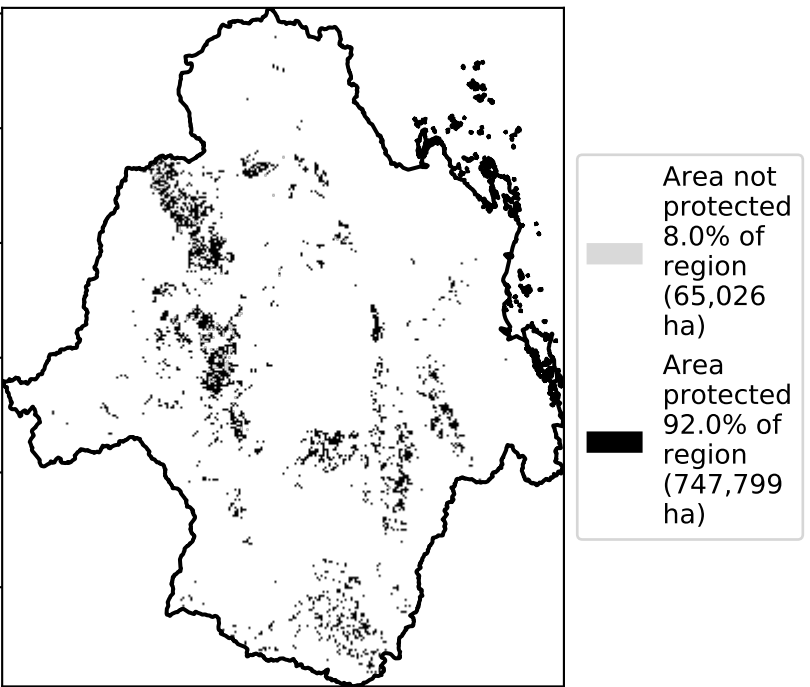 Area not
protected
8.0% of
region
(65,026
ha)
Area
protected
92.0% of
region
(747,799
ha)